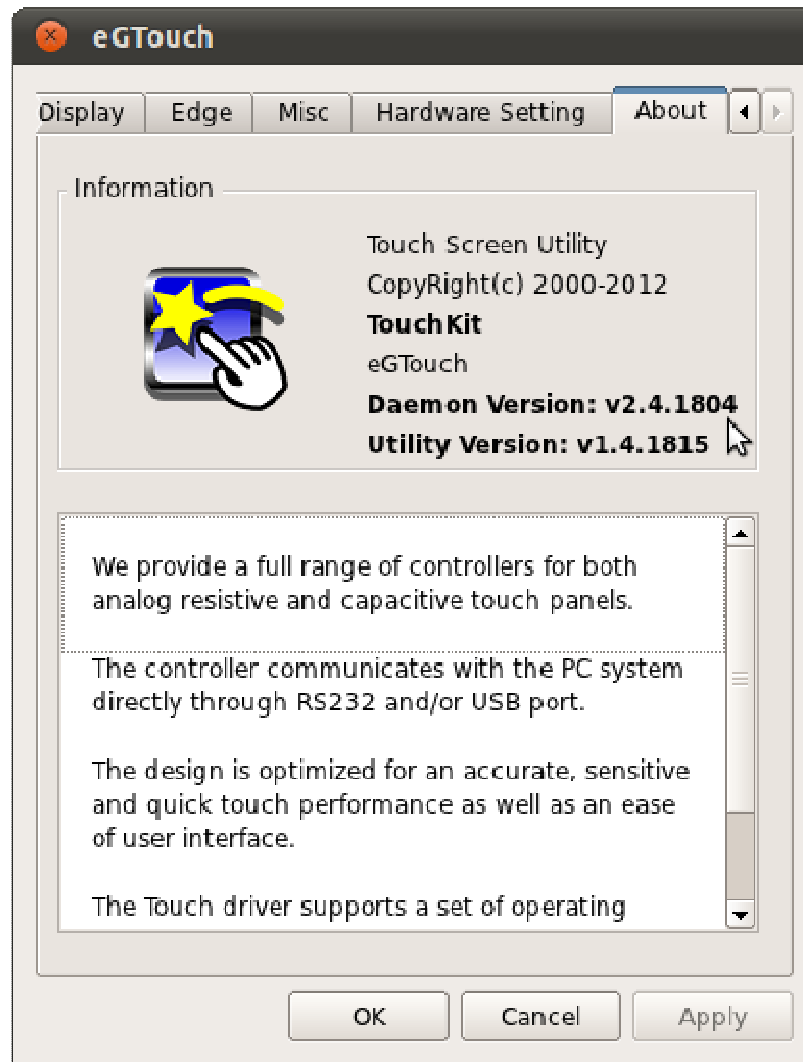 eGTouch
Display Edge Misc Hardware Setting About
Information
Touch Screen Utility
CopyRight(c) 2000-2012
TouchKit
eGTouch
Daemon Version: v2.4.1804
Utility Version: v1.4.1815
We provide a full range of controllers for both
analog resistive and capacitive touch panels.
The controller communicates with the PC system
directly through RS232 and/or USB port.
The design is optimized for an accurate, sensitive
and quick touch performance as well as an ease
of user interface.
The Touch driver supports a set of operating
OK Cancel Apply